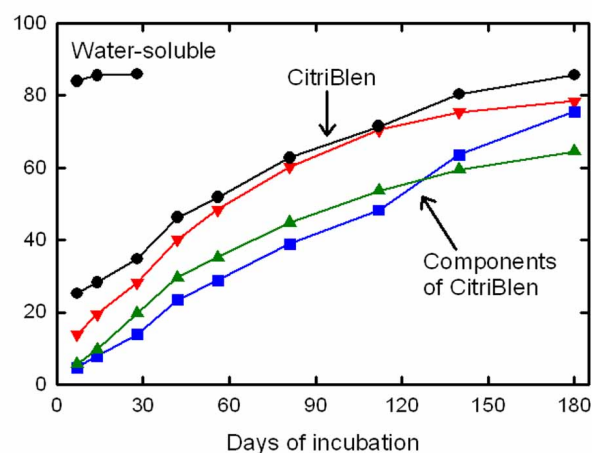 100
Water-soluble
CitriBlen
80
60
40
Components
of CitriBlen
20
0
0 30 60 90 120 150 180
Days of incubation